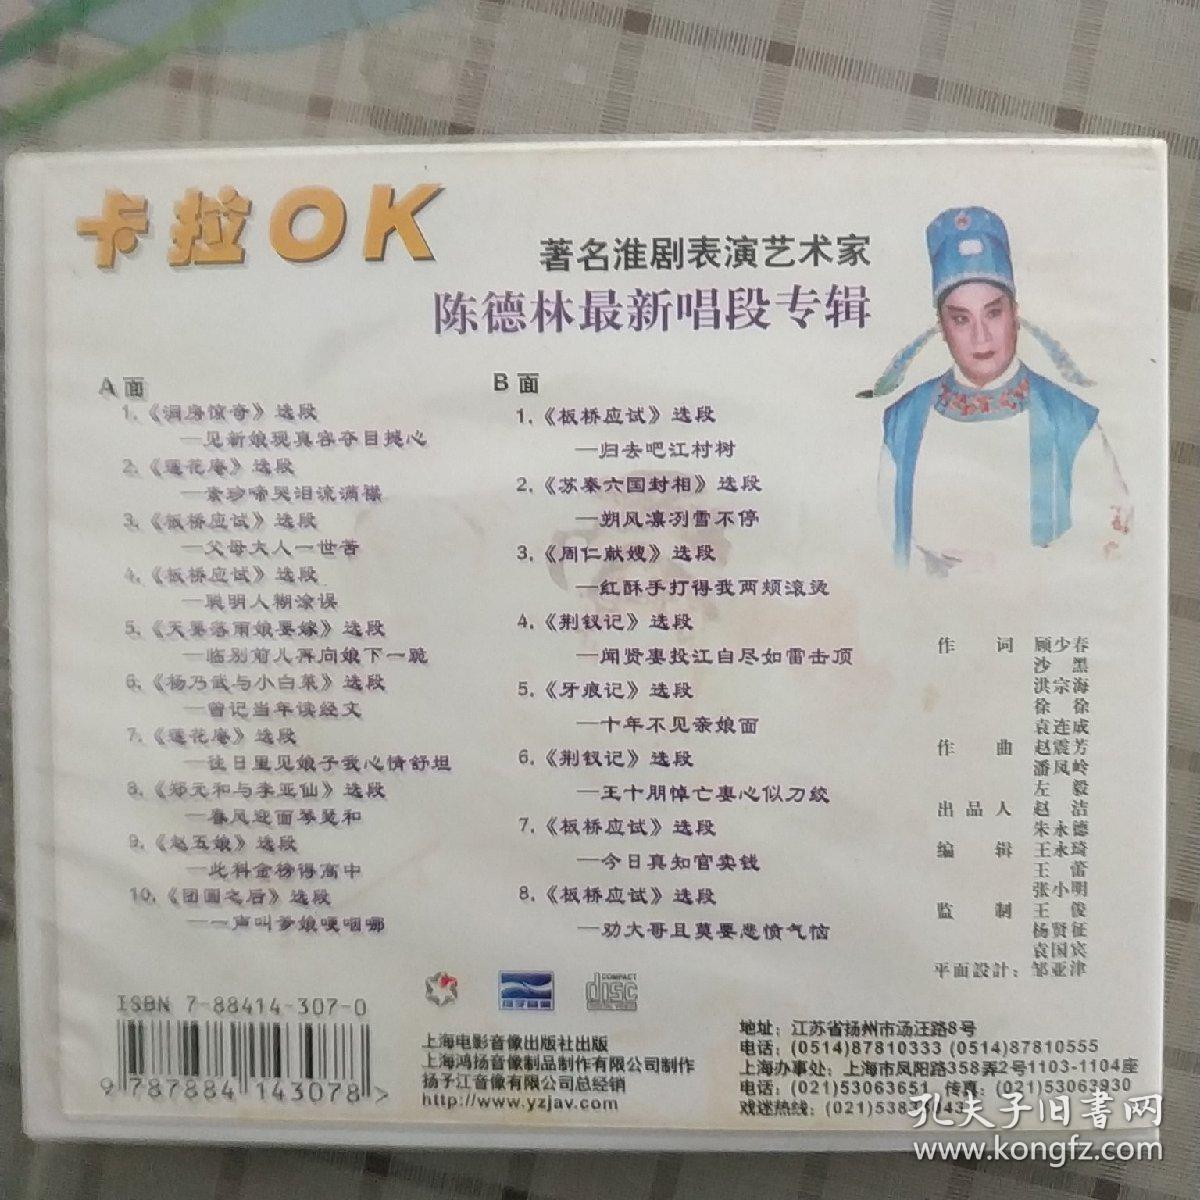 卡拉OK
著名淮剧表演艺术家
陈德林最新唱段专辑
A 面
1.《洞房惊奇》选段
—见新娘现真容夺目撼心
2.《莲花庵》选段
—素珍啼哭泪流满襟
3.《板桥应试》选段
—父母大人一世苦
4.《板桥应试》选段
—聪明人糊涂误
5.《天要落雨娘要嫁》选段
—临别前儿再向娘下一跪
6.《杨乃武与小白菜》选段
—曾记当年读经文
7.《莲花庵》选段
—往日里见娘子我心情舒坦
8.《郑元和与李亚仙》选段
—春风迎面琴瑟和
9.《赵五娘》选段
—此科金榜得高中
10.《团圆之后》选段
—一声叫爹娘哽咽哪
B 面
1.《板桥应试》选段
—归去吧江村树
2.《苏秦六国封相》选段
—朔风凛冽雪不停
3.《周仁献嫂》选段
—红酥手打得我两颊滚烫
4.《荆钗记》选段
—闻贤妻投江自尽如雷击顶
5.《牙痕记》选段
—十年不见亲娘面
6.《荆钗记》选段
—王十朋悼亡妻心似刀绞
7.《板桥应试》选段
—今日真知官卖钱
8.《板桥应试》选段
—劝大哥且莫要悲愤气恼
作 词 顾少春
沙 黑
洪宗海
徐 徐
袁连成
作 曲 赵震芳
潘凤岭
左 毅
出品人 赵 洁
朱永德
编 辑 王永琦
王 蕾
张小明
监 制 王 俊
杨贤征
袁国宾
平面設計：邹亚津
ISBN 7-88414-307-0
9 787884 143078 >
COMPACT
disc
上海电影音像出版社出版
上海鸿扬音像制品制作有限公司制作
扬子江音像有限公司总经销
http://www.yzjav.com
地址：江苏省扬州市汤汪路8号
电话：(0514)87810333 (0514)87810555
上海办事处：上海市凤阳路358弄2号1103-1104座
电话：(021)53063651 传真：(021)53063930
戏迷热线：(021)538
孔夫子旧书网
www.kongfz.com